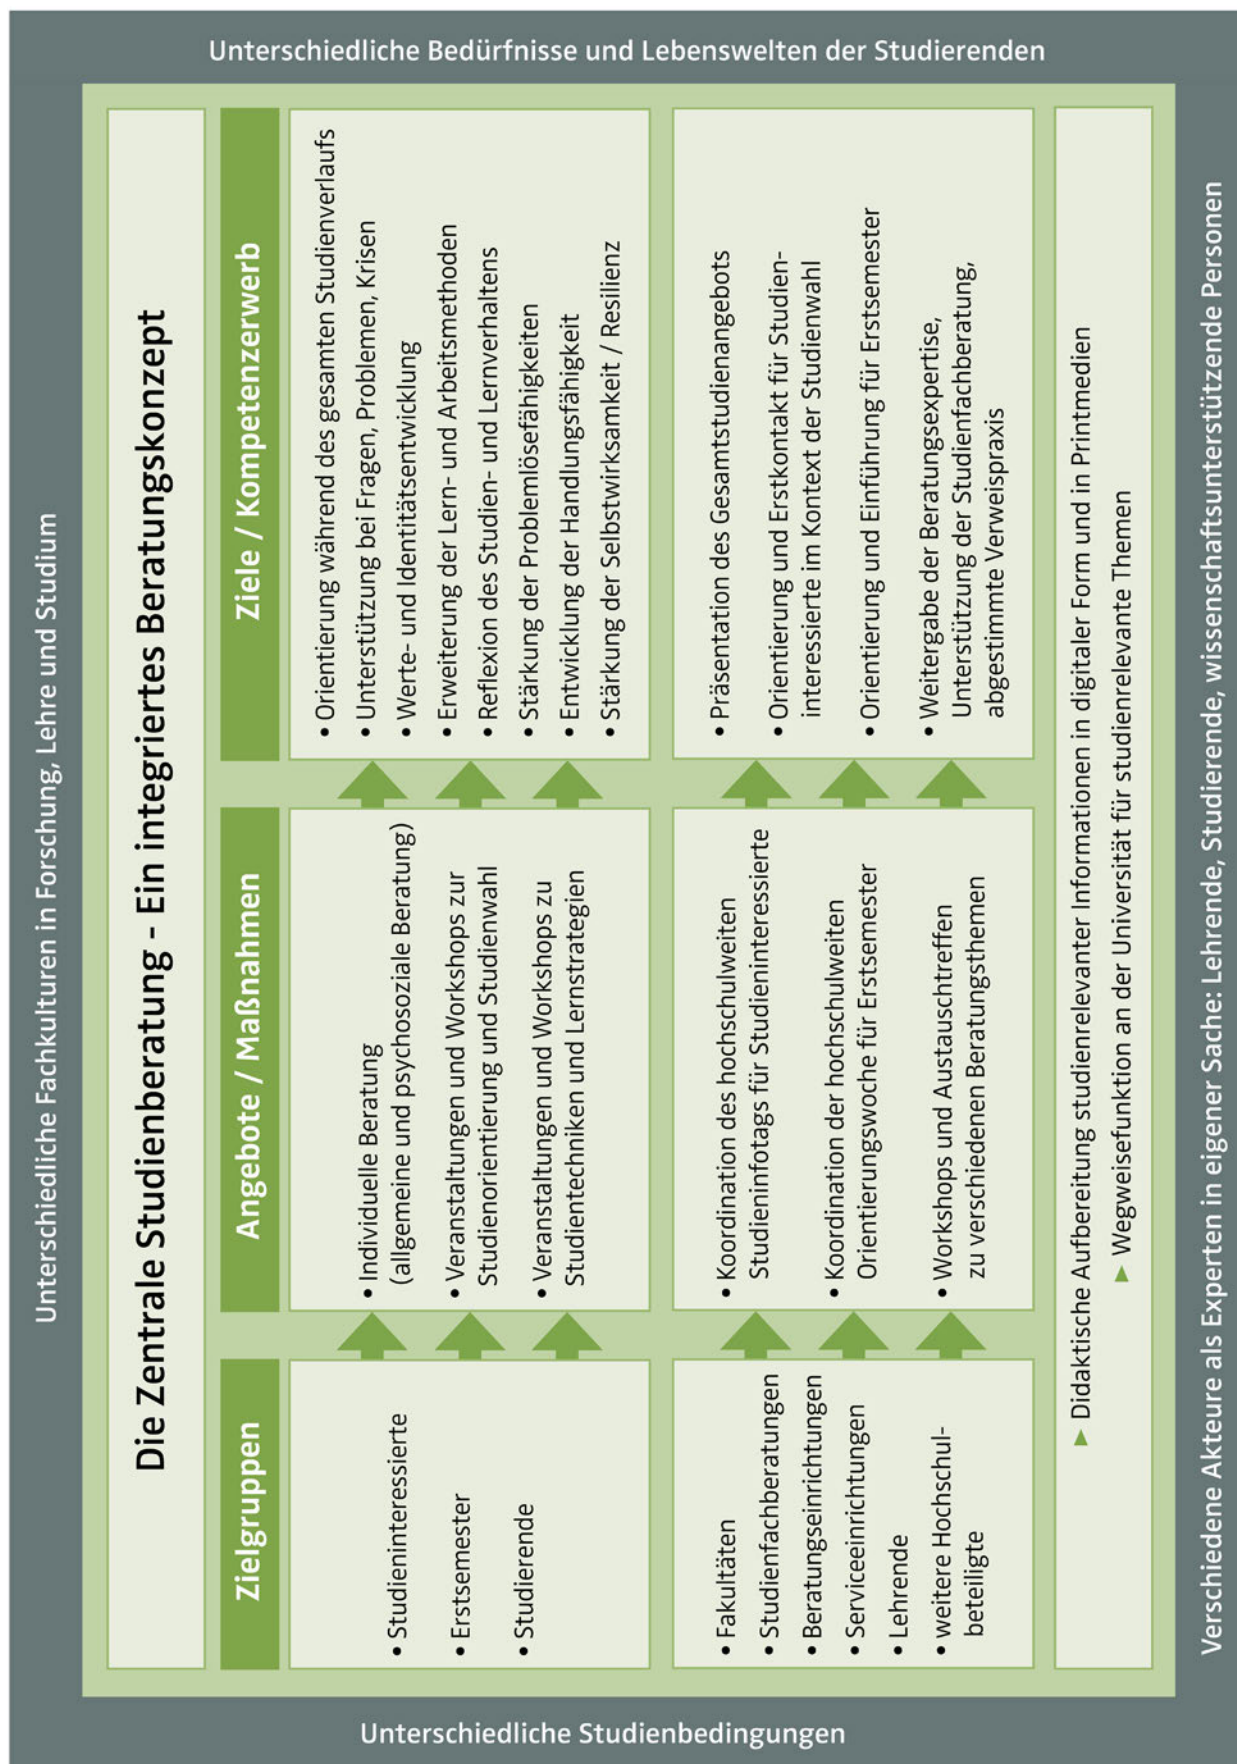 Unterschiedliche Fachkulturen in Forschung, Lehre und Studium
Unterschiedliche Studienbedingungen
Unterschiedliche Bedürfnisse und Lebenswelten der Studierenden
Die Zentrale Studienberatung - Ein integriertes Beratungskonzept
Zielgruppen
Angebote / Maßnahmen
Ziele / Kompetenzerwerb
• Studieninteressierte
• Erstsemester
• Studierende
• Individuelle Beratung
(allgemeine und psychosoziale Beratung)
• Veranstaltungen und Workshops zur
Studienorientierung und Studienwahl
• Veranstaltungen und Workshops zu
Studientechniken und Lernstrategien
• Orientierung während des gesamten Studienverlaufs
• Unterstützung bei Fragen, Problemen, Krisen
• Werte- und Identitätsentwicklung
• Erweiterung der Lern- und Arbeitsmethoden
• Reflexion des Studien- und Lernverhaltens
• Stärkung der Problemlösefähigkeiten
• Entwicklung der Handlungsfähigkeit
• Stärkung der Selbstwirksamkeit / Resilienz
• Fakultäten
• Studienfachberatungen
• Beratungseinrichtungen
• Serviceeinrichtungen
• Lehrende
• weitere Hochschul-
beteiligte
• Koordination des hochschulweiten
Studieninfotags für Studieninteressierte
• Koordination der hochschulweiten
Orientierungswoche für Erstsemester
• Workshops und Austauschtreffen
zu verschiedenen Beratungsthemen
• Präsentation des Gesamtstudienangebots
• Orientierung und Erstkontakt für Studien-
interessierte im Kontext der Studienwahl
• Orientierung und Einführung für Erstsemester
• Weitergabe der Beratungsexpertise,
Unterstützung der Studienfachberatung,
abgestimmte Verweispraxis
► Didaktische Aufbereitung studienrelevanter Informationen in digitaler Form und in Printmedien
► Wegweisefunktion an der Universität für studienrelevante Themen
Verschiedene Akteure als Experten in eigener Sache: Lehrende, Studierende, wissenschaftsunterstützende Personen